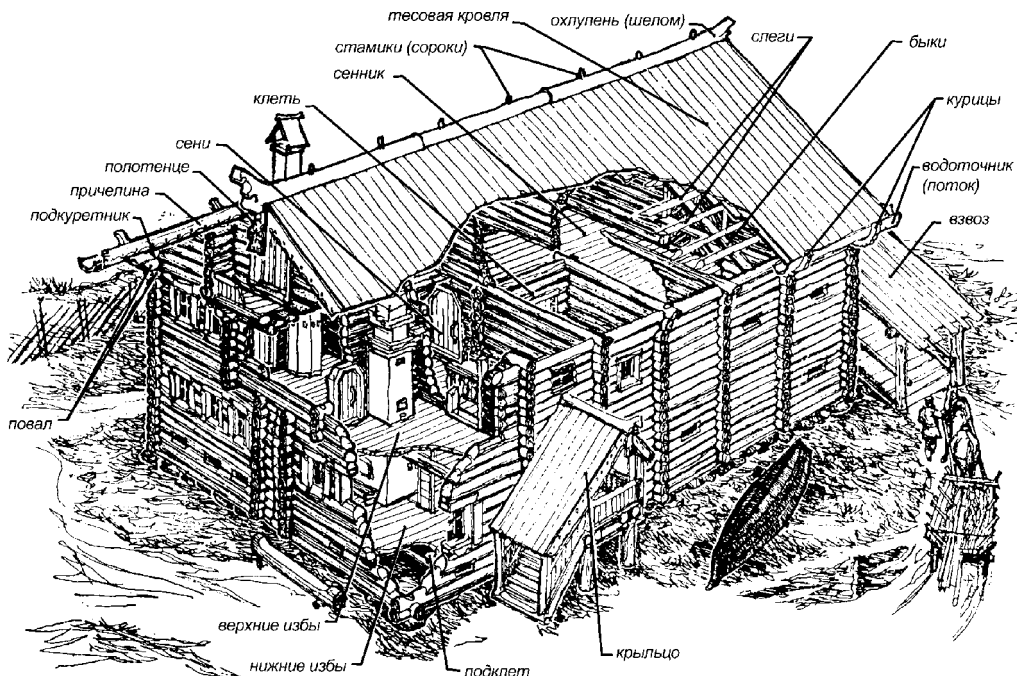 тесовая кровля
охлупень (шелом)
слеги
быки
стамики (сороки)
сенник
клеть
курицы
сени
полотенце
водоточник
(поток)
причелина
подкуретник
взвоз
повал
верхние избы
нижние избы
подклет
крыльцо